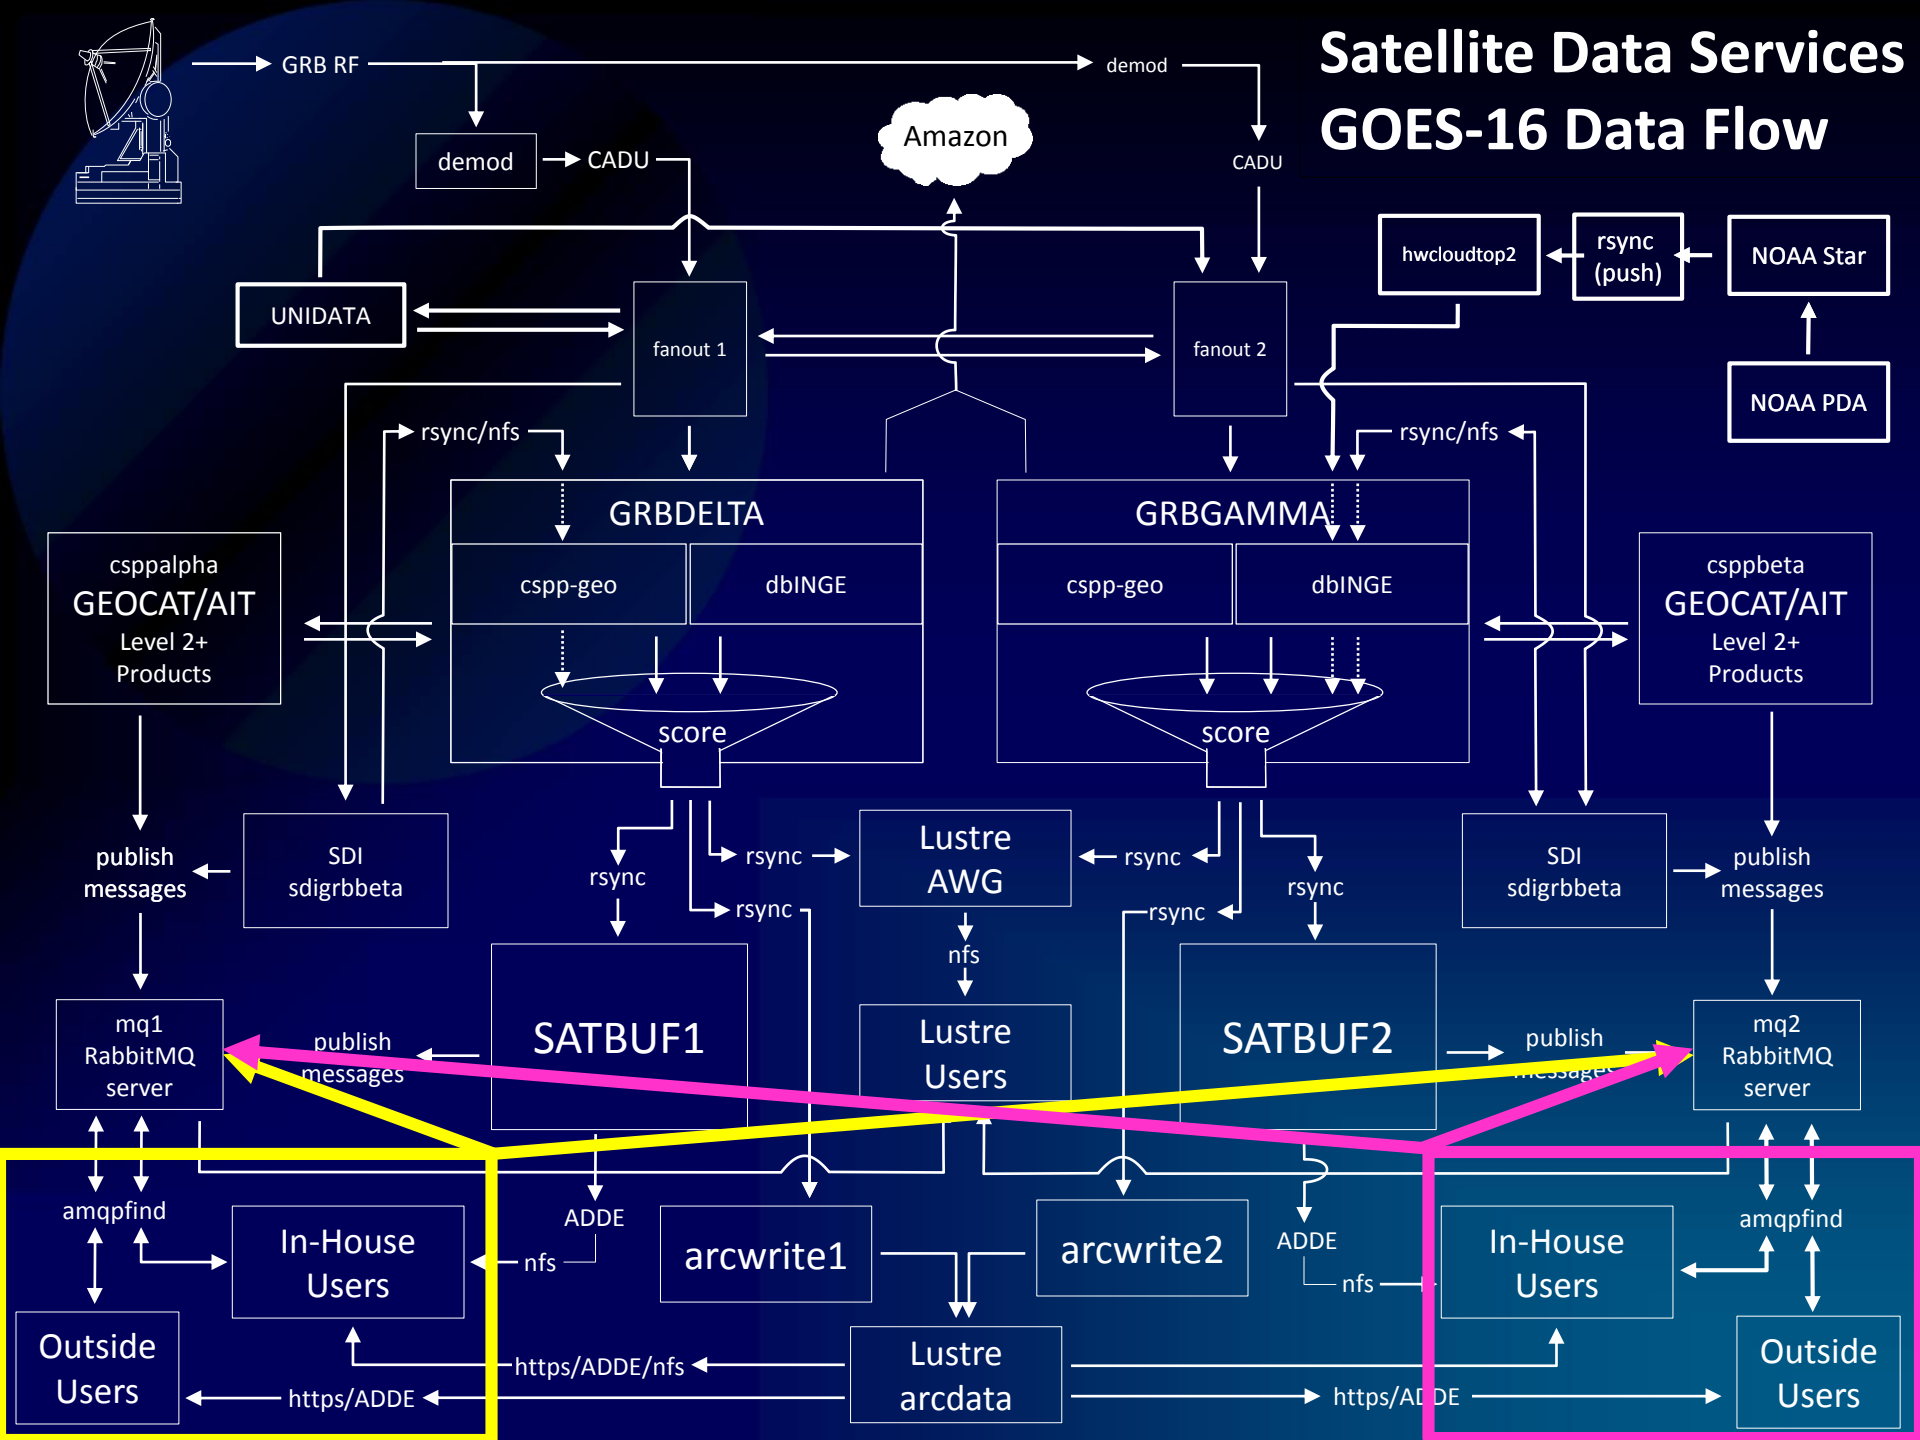 Satellite Data Services
GOES-16 Data Flow
GRB RF
demod
demod
CADU
Amazon
CADU
hwcloudtop2
rsync
(push)
NOAA Star
UNIDATA
fanout 1
fanout 2
NOAA PDA
rsync/nfs
rsync/nfs
GRBDELTA
GRBGAMMA
csppalpha
GEOCAT/AIT
Level 2+
Products
cspp-geo
dbINGE
cspp-geo
dbINGE
csppbeta
GEOCAT/AIT
Level 2+
Products
score
score
publish
messages
SDI
sdigrbbeta
rsync
rsync
rsync
Lustre
AWG
rsync
rsync
rsync
SDI
sdigrbbeta
publish
messages
nfs
mq1
RabbitMQ
server
publish
messages
SATBUF1
Lustre
Users
SATBUF2
publish
messages
mq2
RabbitMQ
server
amqpfind
In-House
Users
ADDE
nfs
arcwrite1
arcwrite2
ADDE
nfs
In-House
Users
amqpfind
Outside
Users
https/ADDE/nfs
https/ADDE
Lustre
arcdata
https/ADDE
Outside
Users